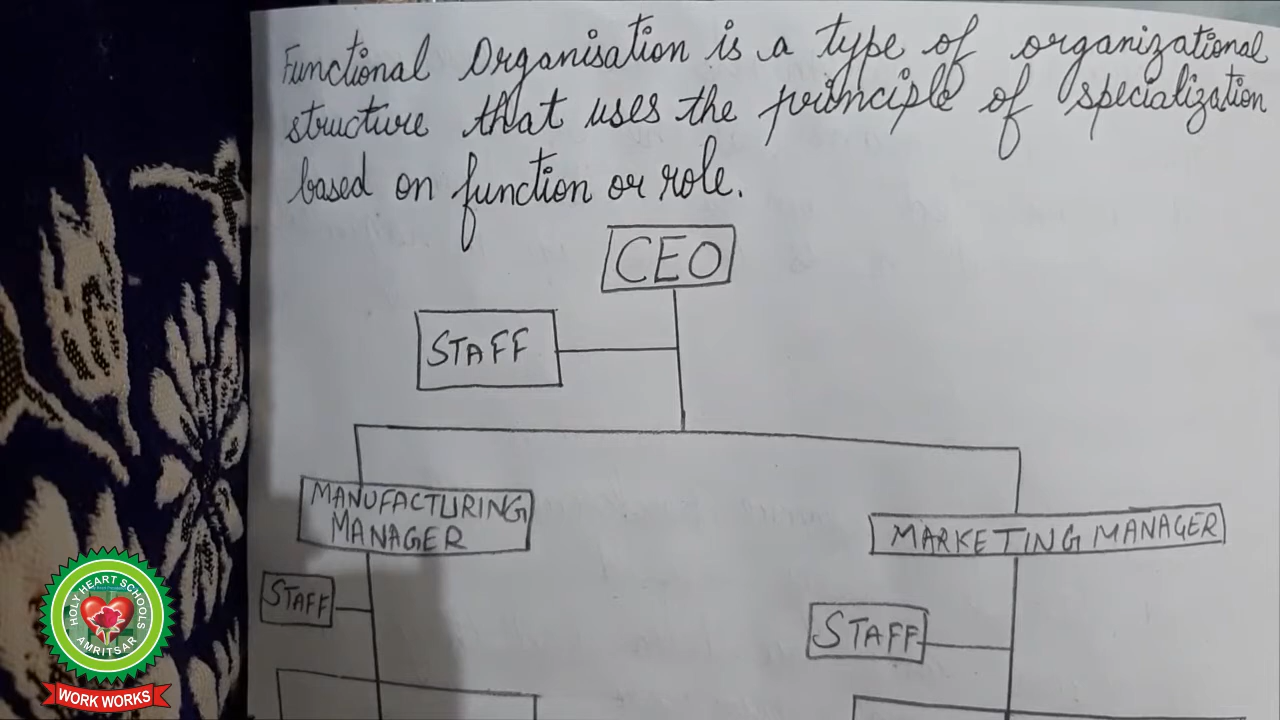 Functional Organisation is a type of organizational
structure that uses the principle of specialization
based on function or role.
CEO
STAFF
MANUFACTURING
MANAGER
MARKETING MANAGER
STAFF
STAFF
HOLY HEART SCHOOLS
AMRITSAR
WORK WORKS